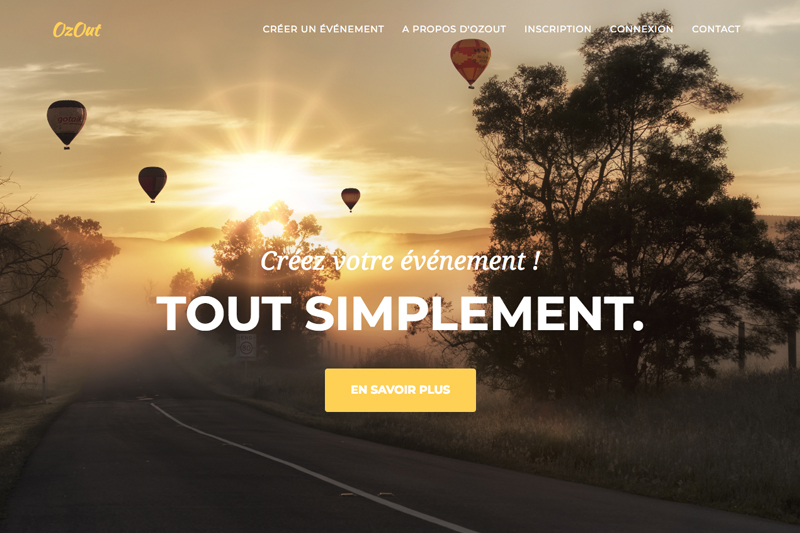 OzOut
CRÉER UN ÉVÉNEMENT
A PROPOS D'OZOUT
INSCRIPTION
CONNEXION
CONTACT
Créez votre événement !
TOUT SIMPLEMENT.
EN SAVOIR PLUS